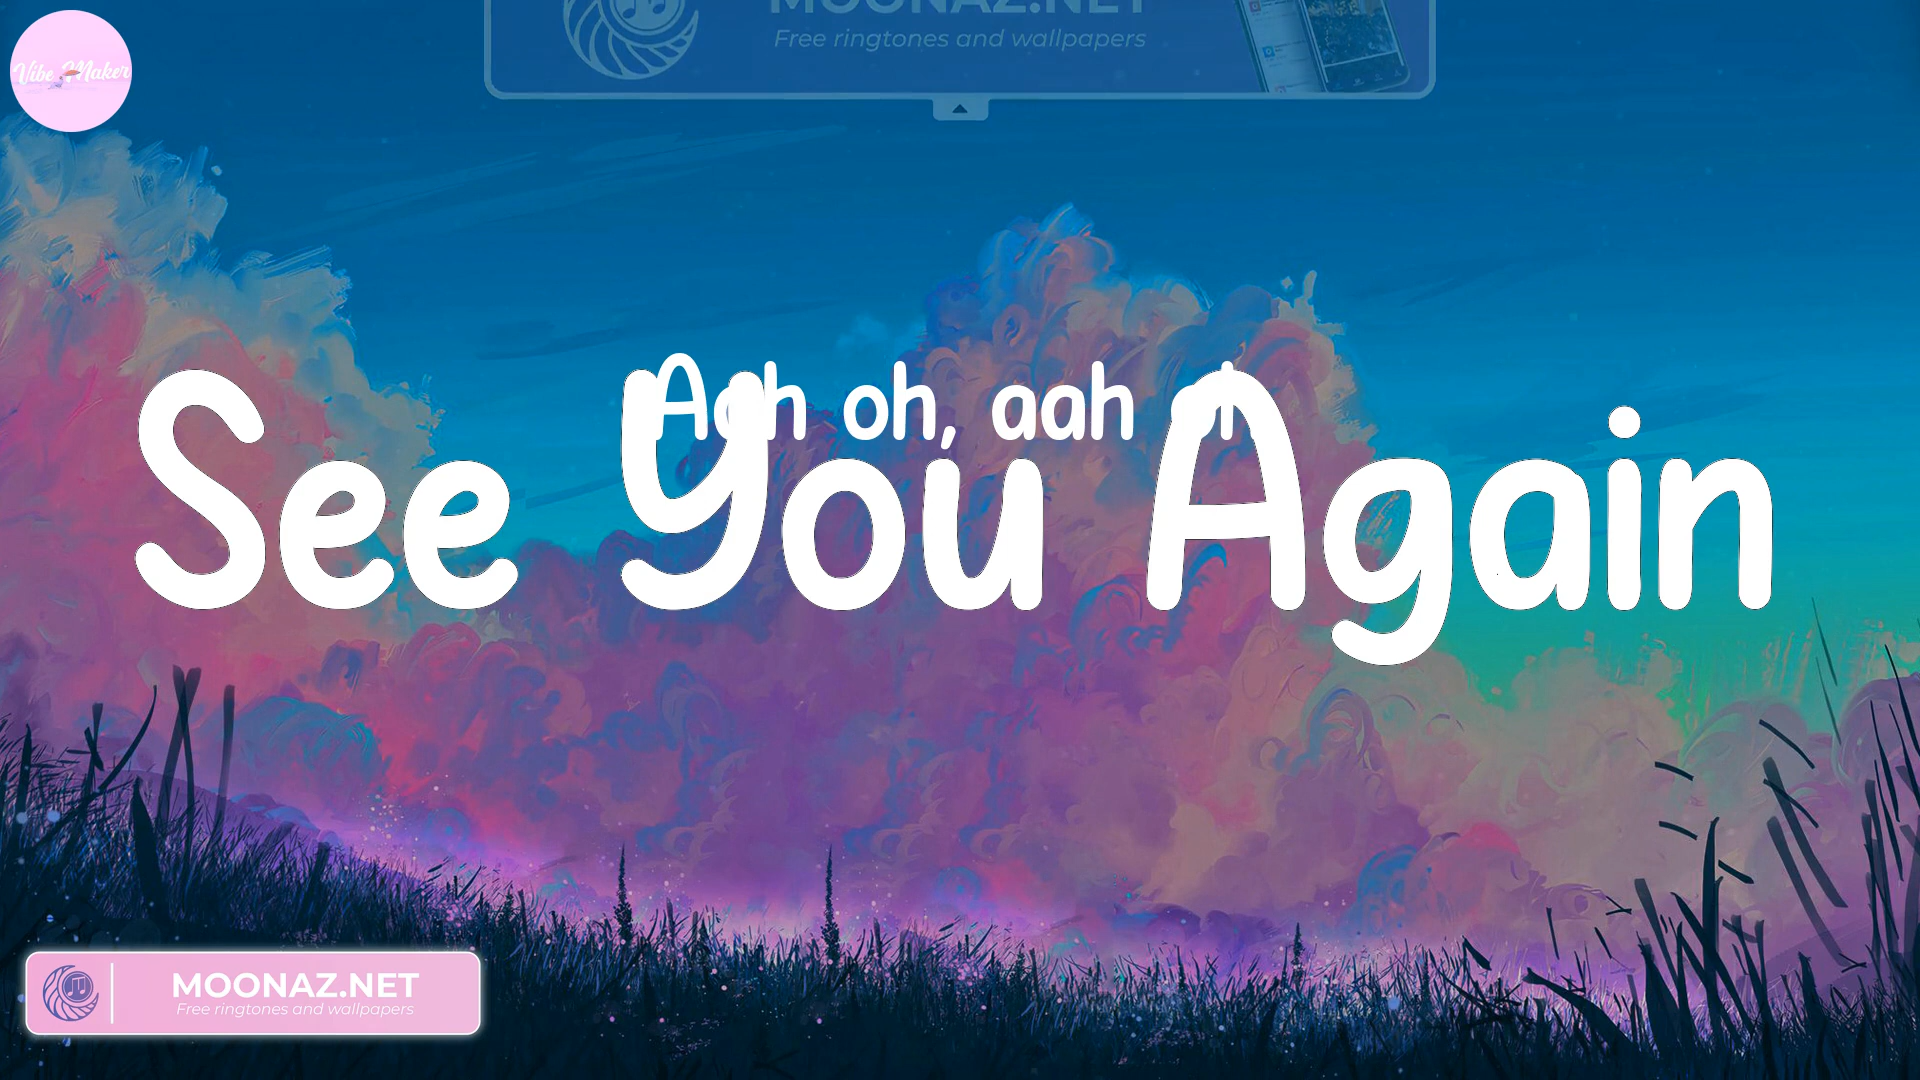 MOONAZ.NET
Free ringtones and wallpapers
Vibe Maker
Aah oh, aah oh
See You Again
MOONAZ.NET
Free ringtones and wallpapers